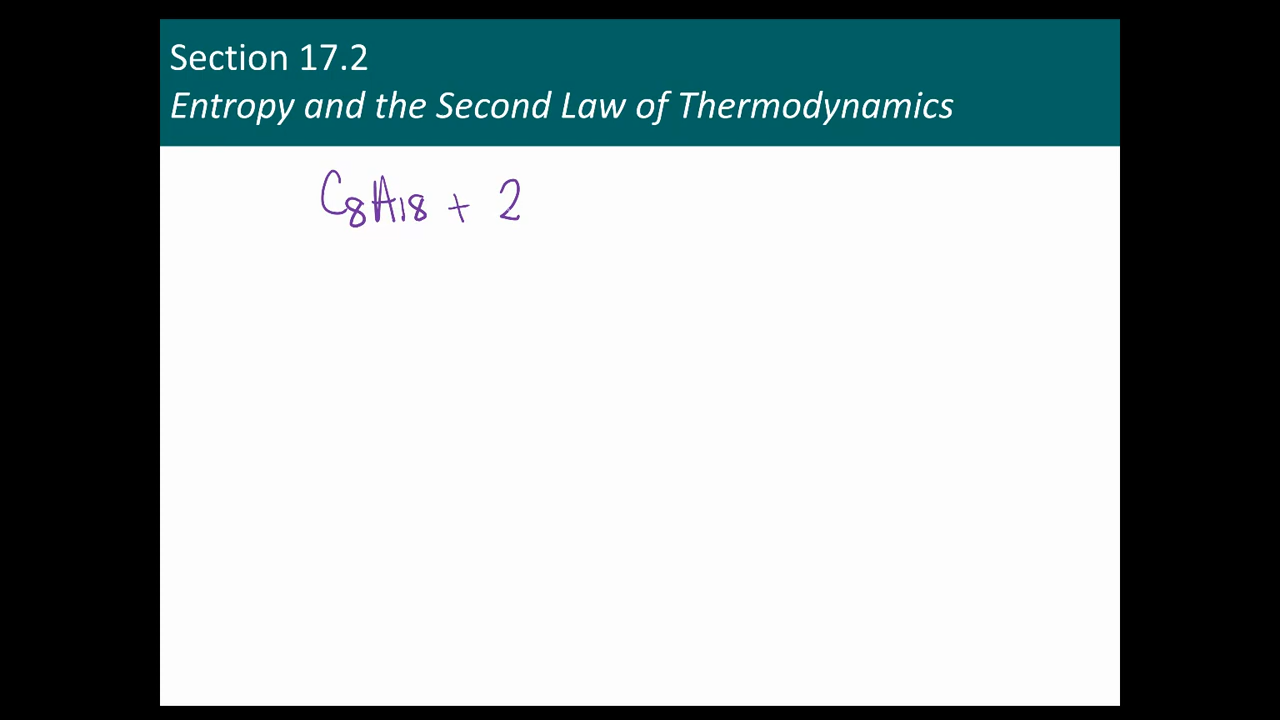 Section 17.2
Entropy and the Second Law of Thermodynamics
C8H18 + 2